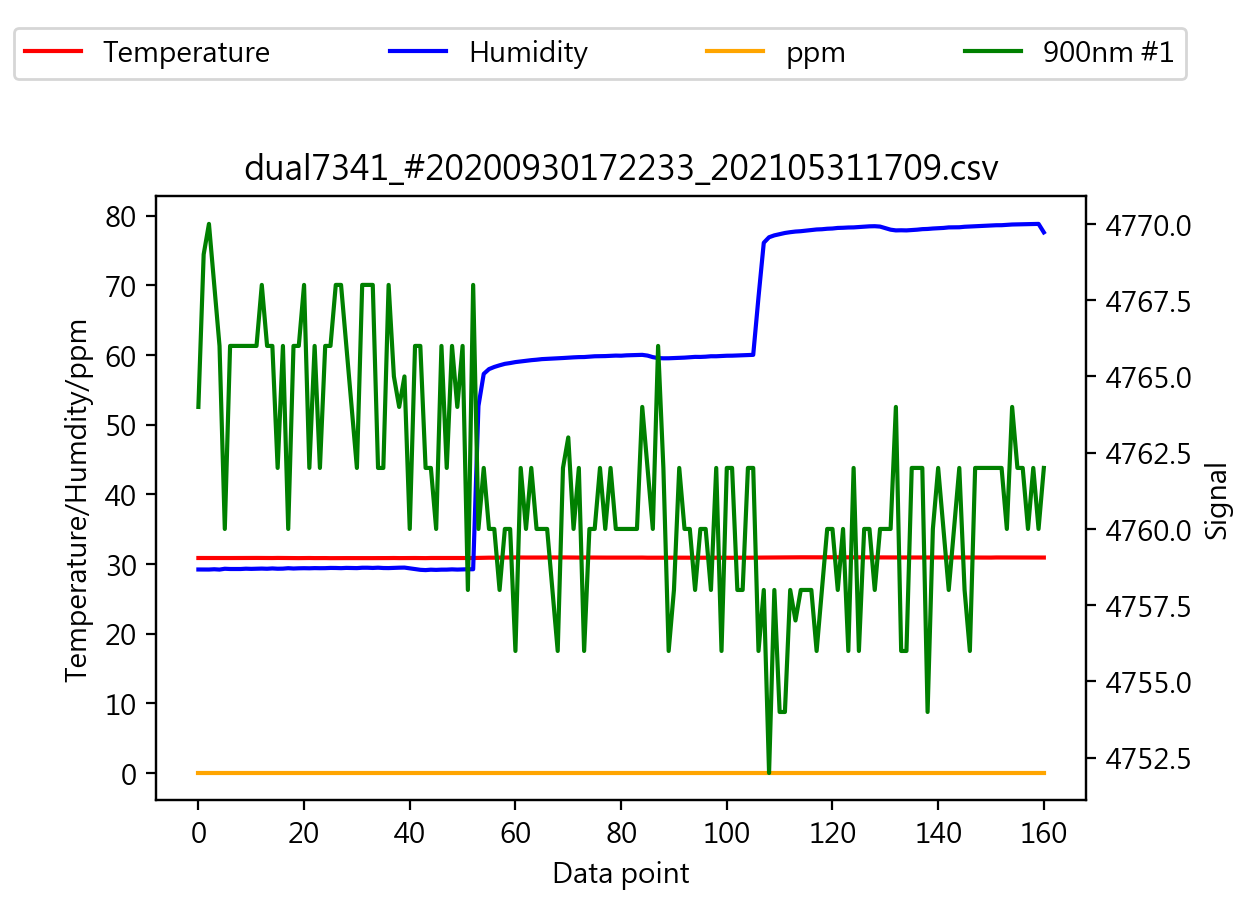 Temperature Humidity ppm 900nm #1
dual7341_#20200930172233_202105311709.csv
Temperature/Humdity/ppm
80
70
60
50
40
30
20
10
0
4770.0
4767.5
4765.0
4762.5
4760.0
4757.5
4755.0
4752.5
Signal
0 20 40 60 80 100 120 140 160
Data point